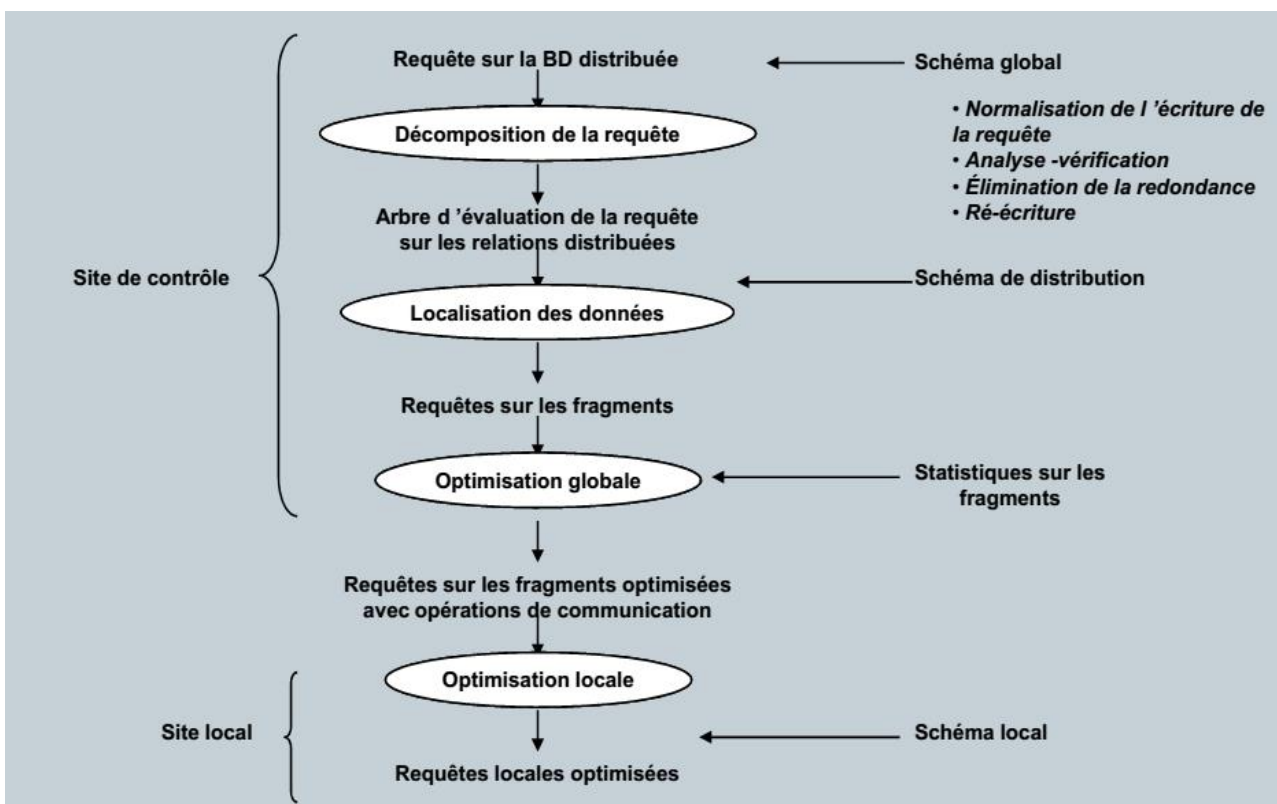 Requête sur la BD distribuée
Schéma global
Décomposition de la requête
• Normalisation de l ’écriture de
la requête
• Analyse -vérification
• Élimination de la redondance
• Ré-écriture
Arbre d ’évaluation de la requête
sur les relations distribuées
Site de contrôle
Schéma de distribution
Localisation des données
Requêtes sur les fragments
Optimisation globale
Statistiques sur les
fragments
Requêtes sur les fragments optimisées
avec opérations de communication
Optimisation locale
Site local
Schéma local
Requêtes locales optimisées